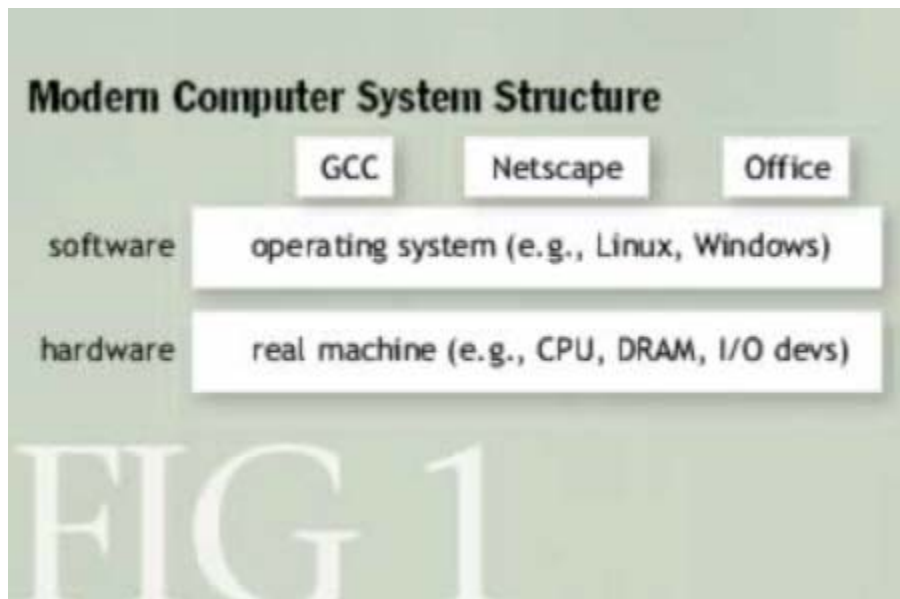 Modern Computer System Structure
GCC Netscape Office
software operating system (e.g., Linux, Windows)
hardware real machine (e.g., CPU, DRAM, I/O devs)
FIG 1